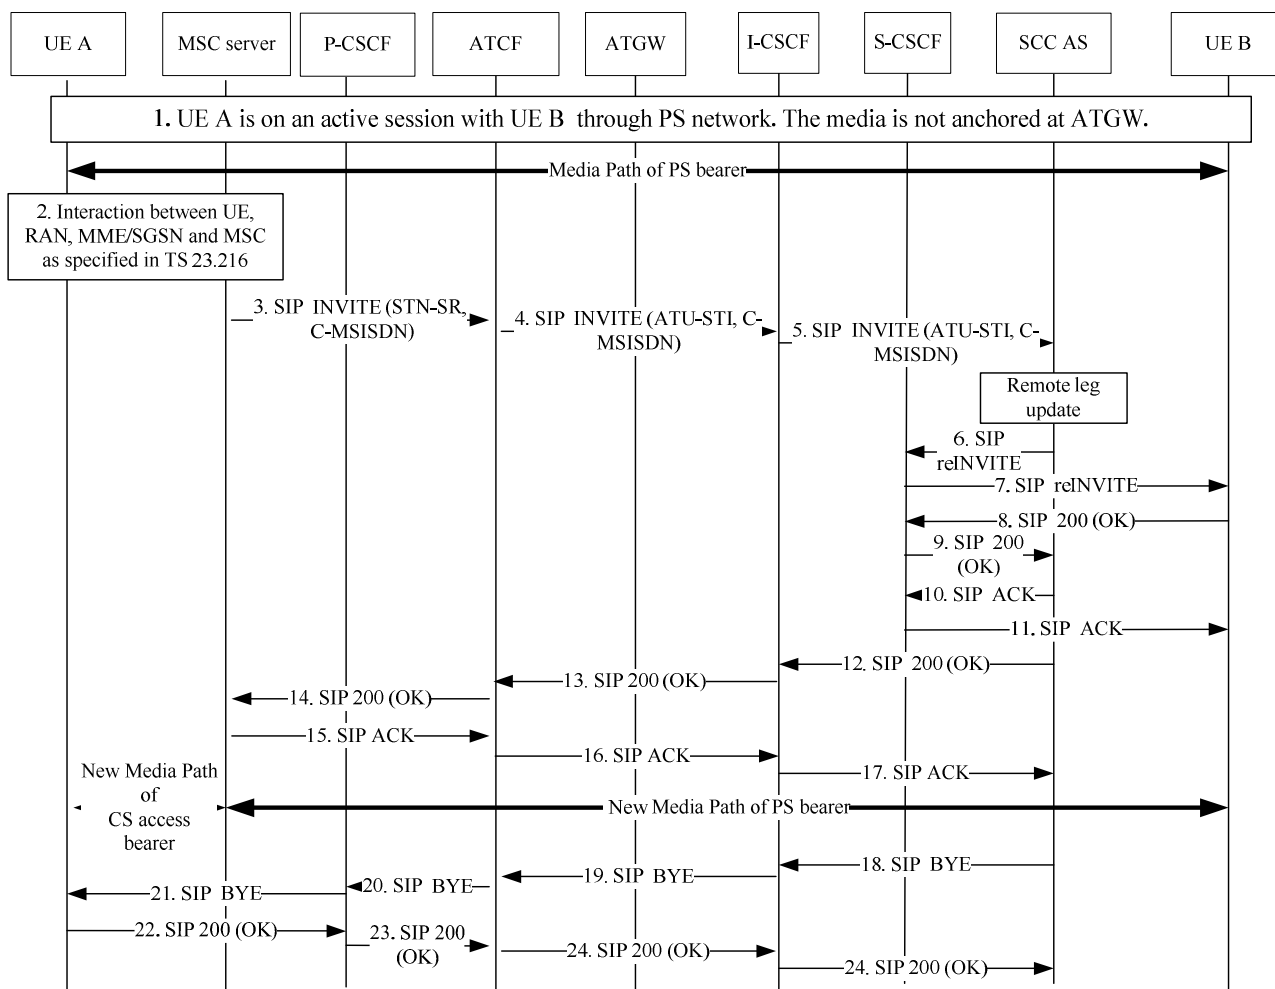 UE A
MSC server
P-CSCF
ATCF
ATGW
I-CSCF
S-CSCF
SCC AS
UE B
1. UE A is on an active session with UE B through PS network. The media is not anchored at ATGW.
Media Path of PS bearer
2. Interaction between UE,
RAN, MME/SGSN and MSC
as specified in TS 23.216
3. SIP INVITE (STN-SR,
C-MSISDN)
4. SIP INVITE (ATU-STI, C-
MSISDN)
5. SIP INVITE (ATU-STI, C-
MSISDN)
Remote leg
update
6. SIP
reINVITE
7. SIP reINVITE
8. SIP 200 (OK)
9. SIP 200
(OK)
10. SIP ACK
11. SIP ACK
12. SIP 200 (OK)
13. SIP 200 (OK)
14. SIP 200 (OK)
15. SIP ACK
16. SIP ACK
17. SIP ACK
New Media Path
of
CS access
bearer
New Media Path of PS bearer
18. SIP BYE
19. SIP BYE
20. SIP BYE
21. SIP BYE
22. SIP 200 (OK)
23. SIP 200
(OK)
24. SIP 200 (OK)
24. SIP 200 (OK)